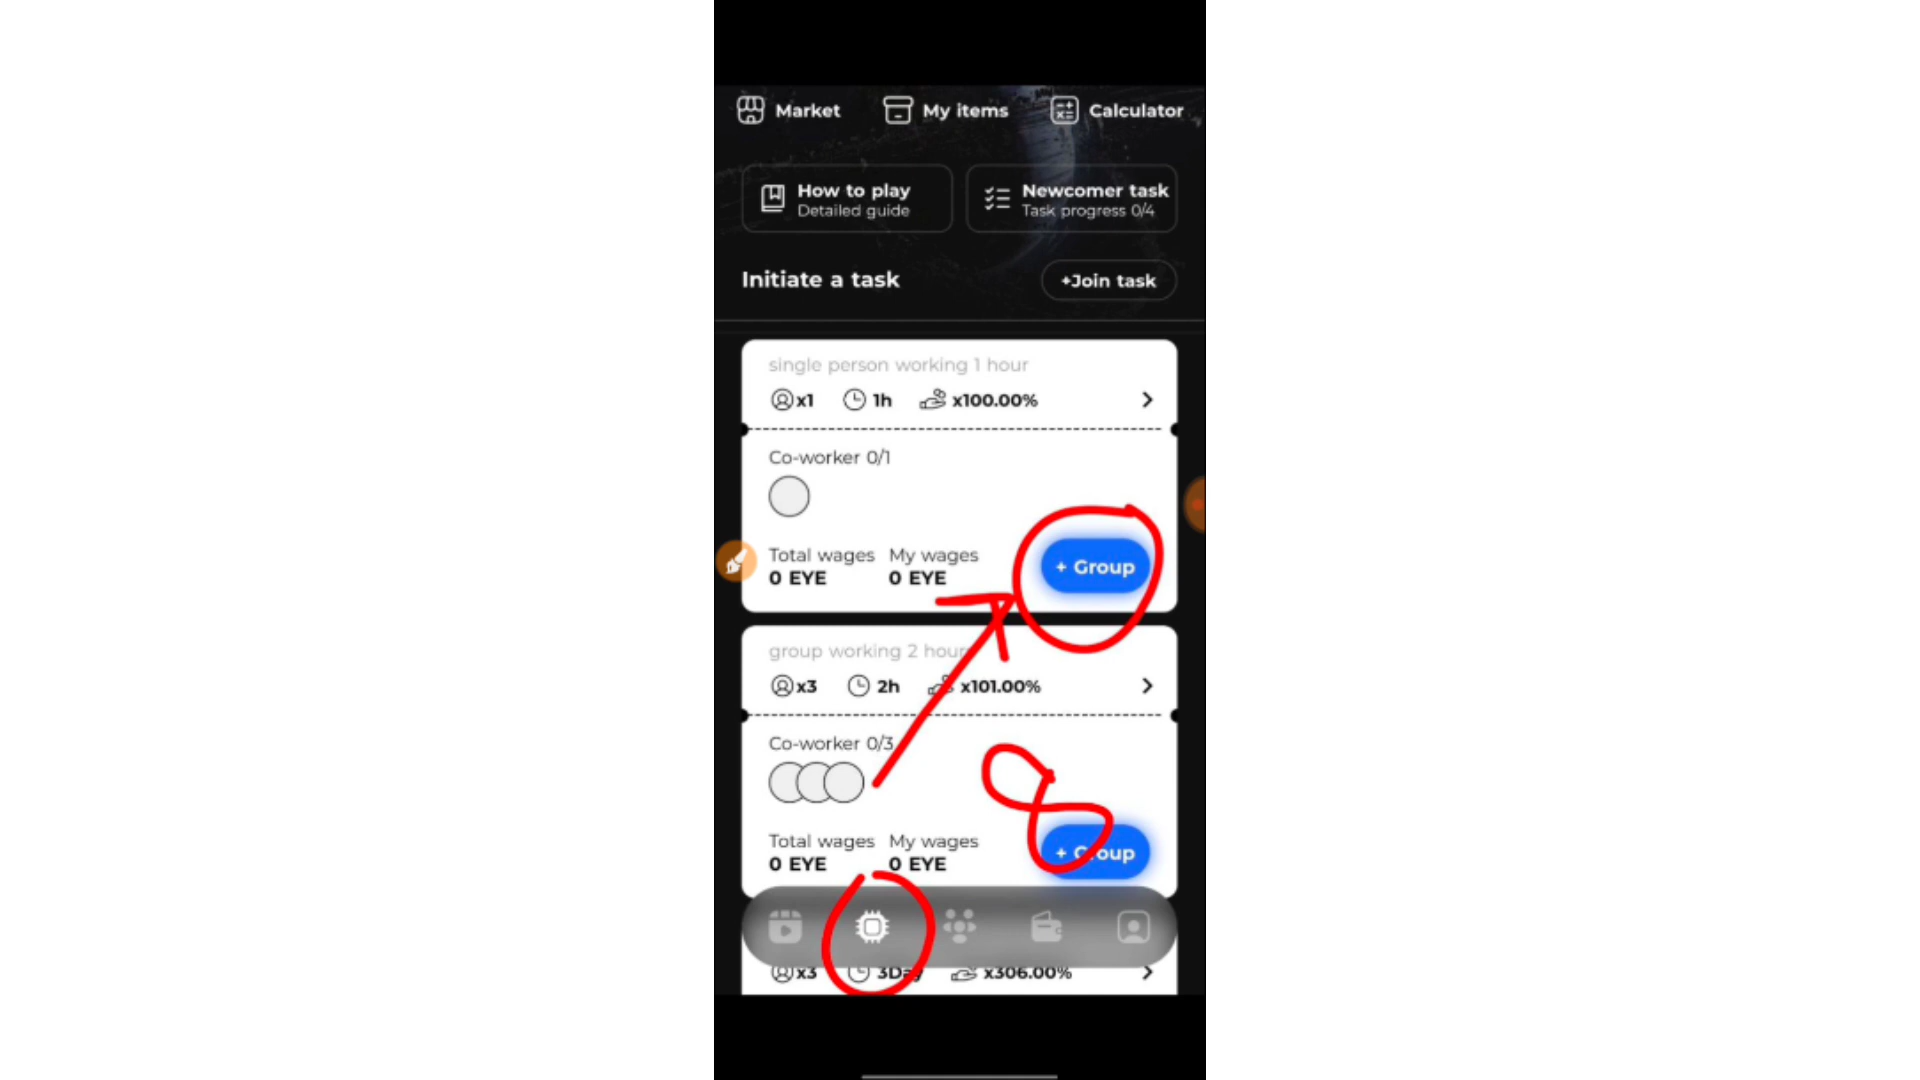 Market My items Calculator
How to play Newcomer task
Detailed guide Task progress 0/4
Initiate a task +Join task
single person working 1 hour
x1 1h x100.00%
Co-worker 0/1
Total wages My wages
0 EYE 0 EYE + Group
group working 2 hour
x3 2h x101.00%
Co-worker 0/3
8
Total wages My wages
0 EYE 0 EYE + Group
x3 3Day x306.00%